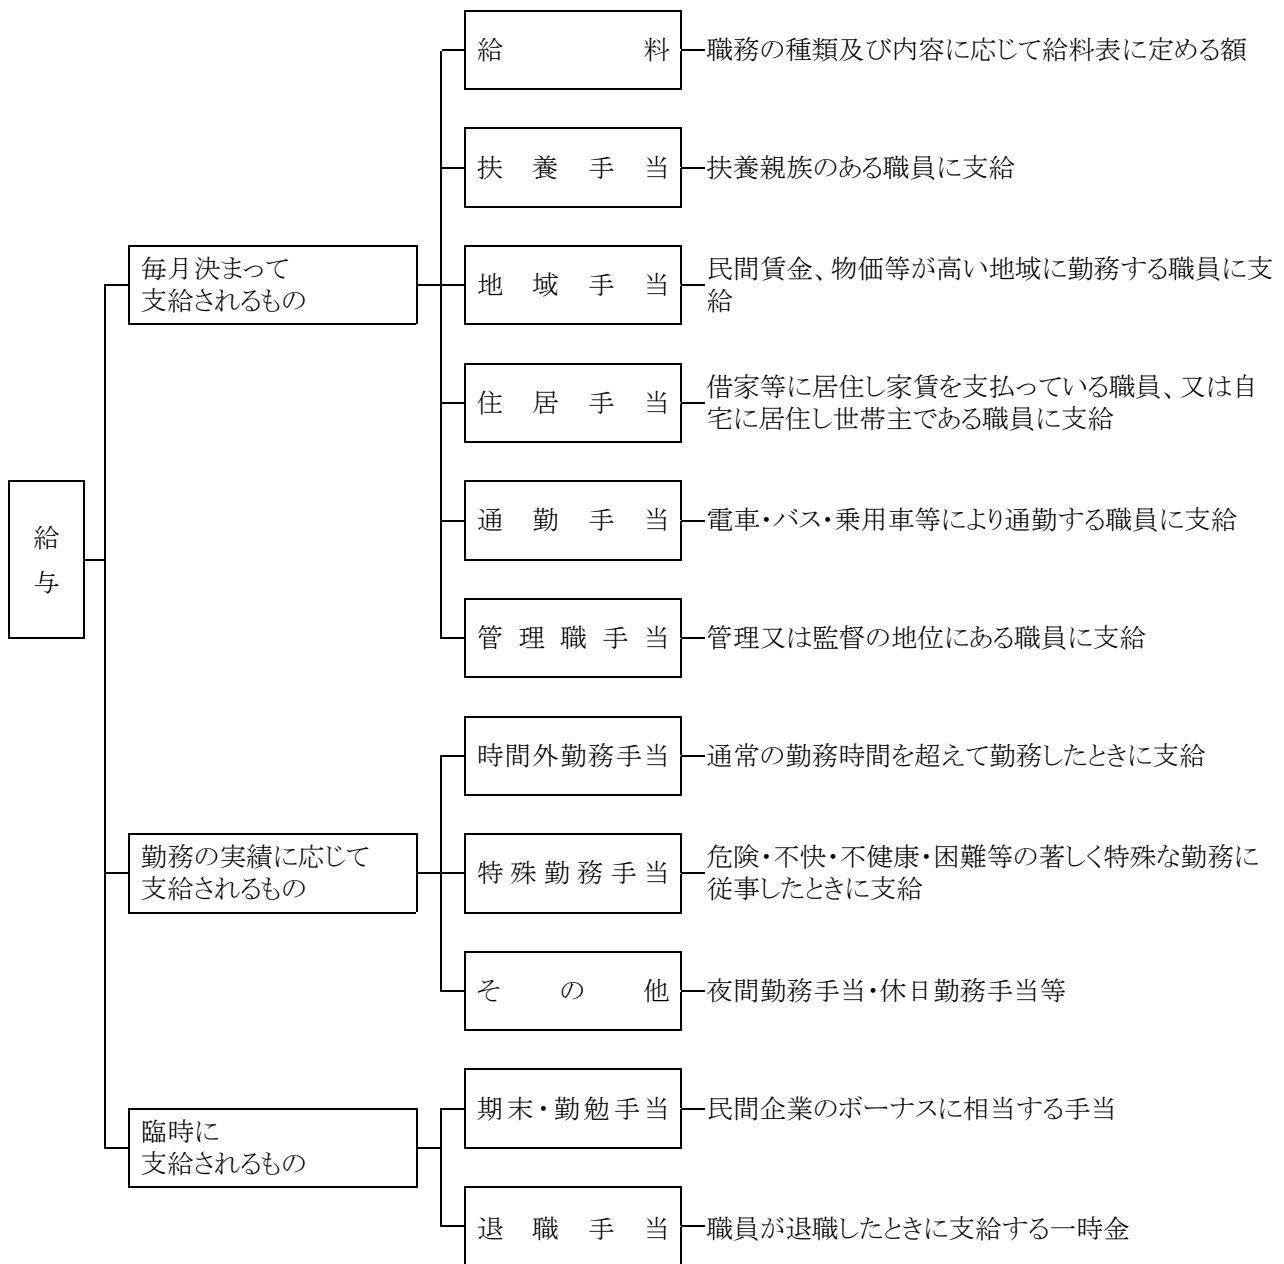 給与
毎月決まって
支給されるもの
給料
職務の種類及び内容に応じて給料表に定める額
扶養手当
扶養親族のある職員に支給
地域手当
民間賃金、物価等が高い地域に勤務する職員に支
給
住居手当
借家等に居住し家賃を支払っている職員、又は自
宅に居住し世帯主である職員に支給
通勤手当
電車・バス・乗用車等により通勤する職員に支給
管理職手当
管理又は監督の地位にある職員に支給
勤務の実績に応じて
支給されるもの
時間外勤務手当
通常の勤務時間を超えて勤務したときに支給
特殊勤務手当
危険・不快・不健康・困難等の著しく特殊な勤務に
従事したときに支給
その他
夜間勤務手当・休日勤務手当等
臨時に
支給されるもの
期末・勤勉手当
民間企業のボーナスに相当する手当
退職手当
職員が退職したときに支給する一時金